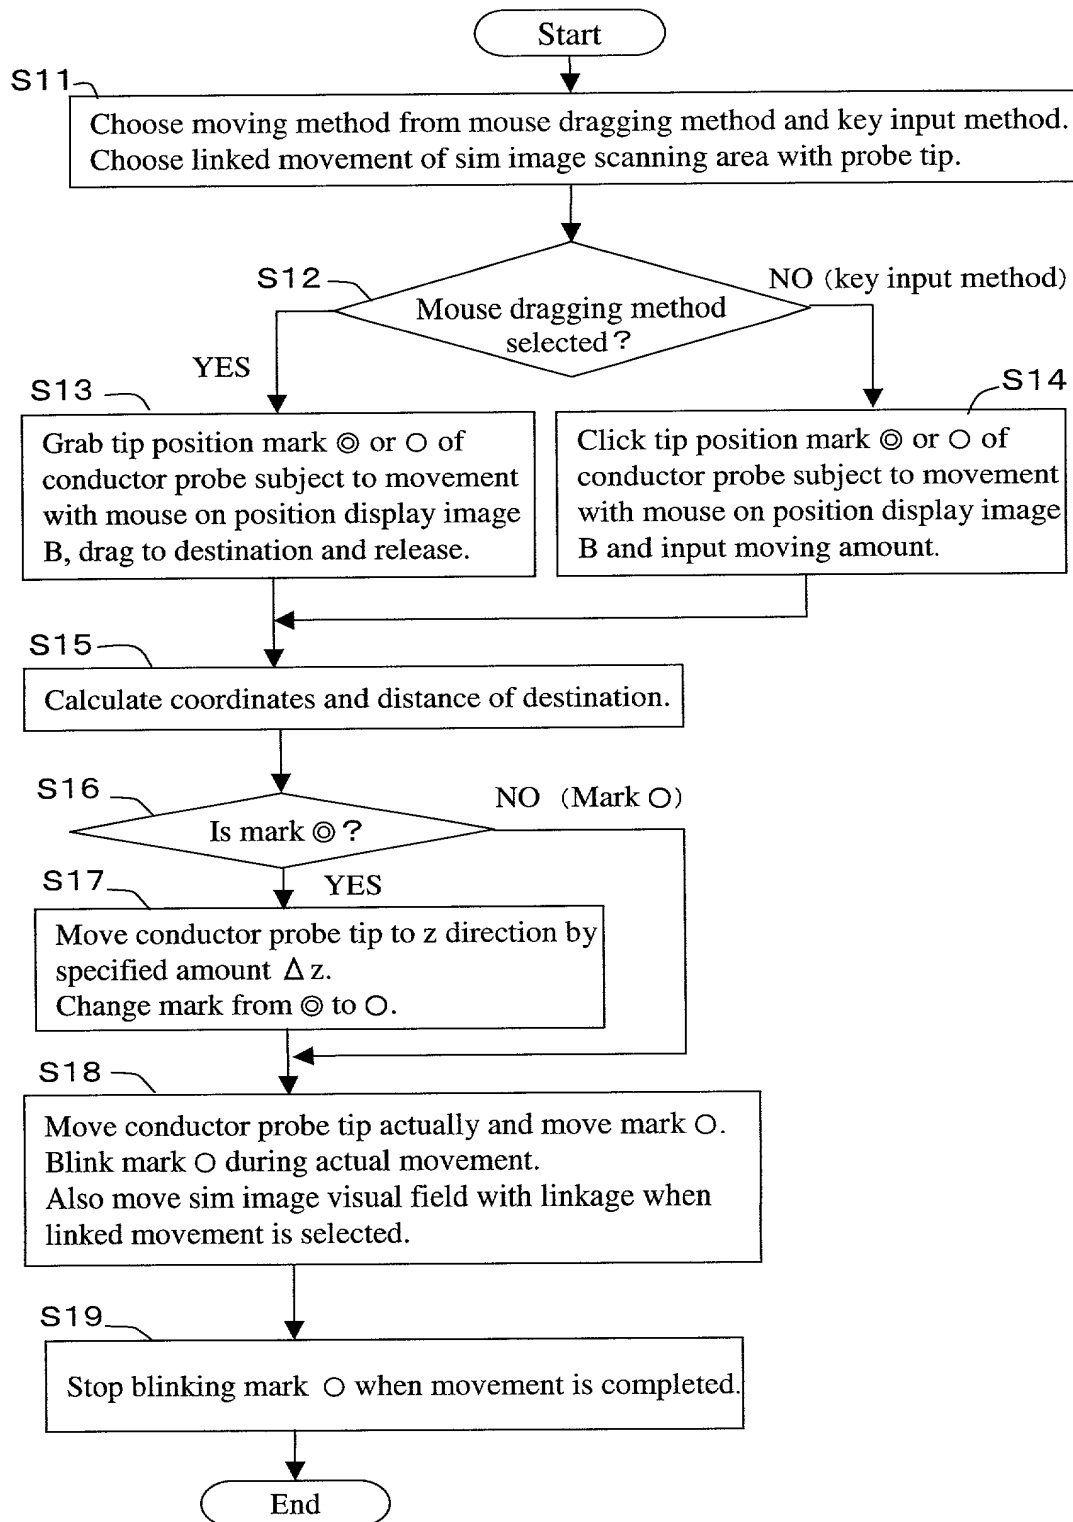 Start
S11
Choose moving method from mouse dragging method and key input method.
Choose linked movement of sim image scanning area with probe tip.
S12
NO (key input method)
Mouse dragging method
selected?
YES
S13
S14
Grab tip position mark ◎ or ○ of
conductor probe subject to movement
with mouse on position display image
B, drag to destination and release.
Click tip position mark ◎ or ○ of
conductor probe subject to movement
with mouse on position display image
B and input moving amount.
S15
Calculate coordinates and distance of destination.
S16
NO (Mark ○)
Is mark ◎ ?
S17
YES
Move conductor probe tip to z direction by
specified amount Δ z.
Change mark from ◎ to ○.
S18
Move conductor probe tip actually and move mark ○.
Blink mark ○ during actual movement.
Also move sim image visual field with linkage when
linked movement is selected.
S19
Stop blinking mark ○ when movement is completed.
End